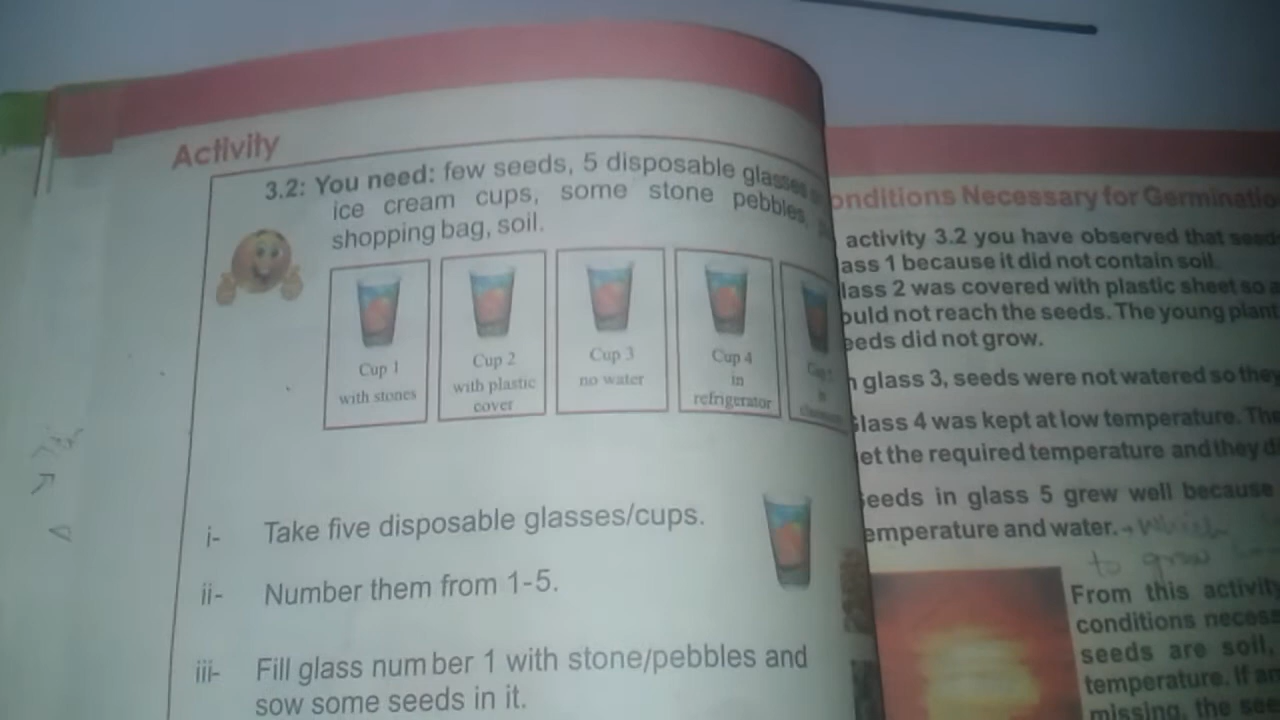 Activity
3.2: You need: few seeds, 5 disposable glasses
ice cream cups, some stone pebbles,
shopping bag, soil.
Cup 1
with stones
Cup 2
with plastic
cover
Cup 3
no water
Cup 4
in
refrigerator
i- Take five disposable glasses/cups.
ii- Number them from 1-5.
iii- Fill glass number 1 with stone/pebbles and
sow some seeds in it.
onditions Necessary for Germinatio
activity 3.2 you have observed that seed
ass 1 because it did not contain soil.
lass 2 was covered with plastic sheet so
ould not reach the seeds. The young plant
eeds did not grow.
n glass 3, seeds were not watered so they
lass 4 was kept at low temperature. The
et the required temperature and they d
eeds in glass 5 grew well because
emperature and water. → which
to grow
From this activity
conditions necess
seeds are soil,
temperature. If an
missing, the see